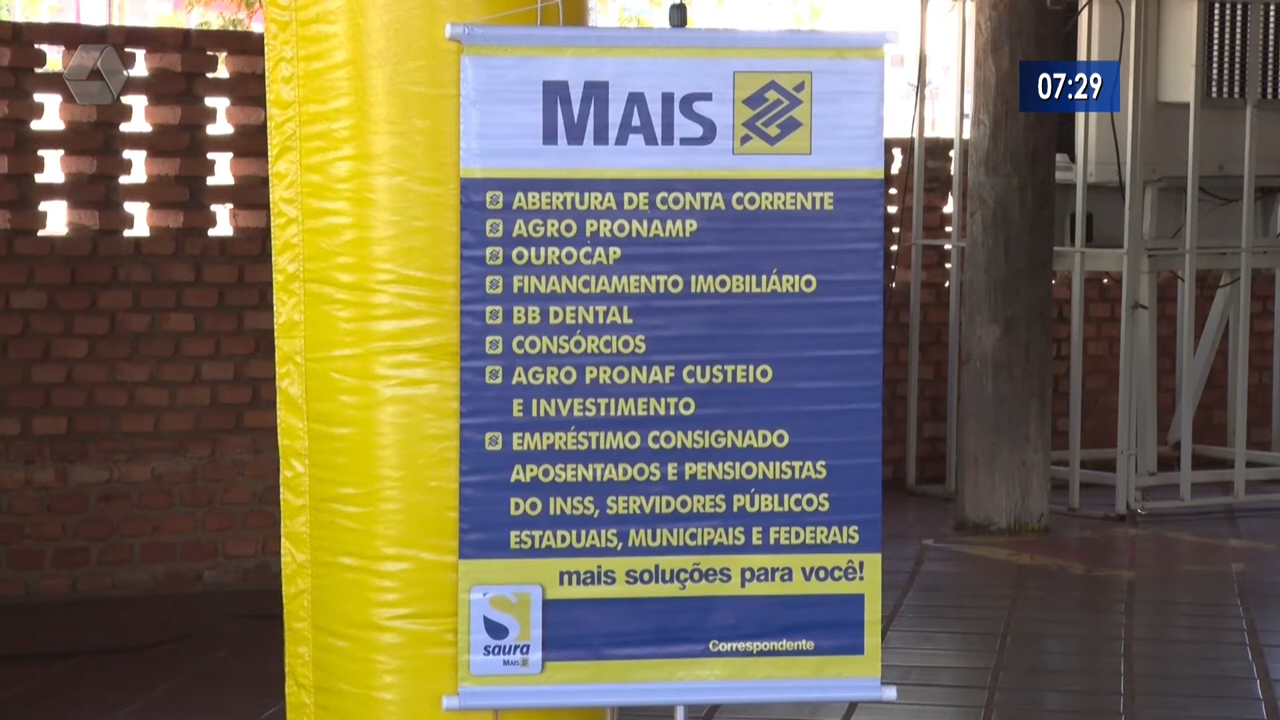 07:29
MAIS
ABERTURA DE CONTA CORRENTE
AGRO PRONAMP
OUROCAP
FINANCIAMENTO IMOBILIÁRIO
BB DENTAL
CONSÓRCIOS
AGRO PRONAF CUSTEIO
E INVESTIMENTO
EMPRÉSTIMO CONSIGNADO
APOSENTADOS E PENSIONISTAS
DO INSS, SERVIDORES PÚBLICOS
ESTADUAIS, MUNICIPAIS E FEDERAIS
mais soluções para você!
saura
MAIS
Correspondente